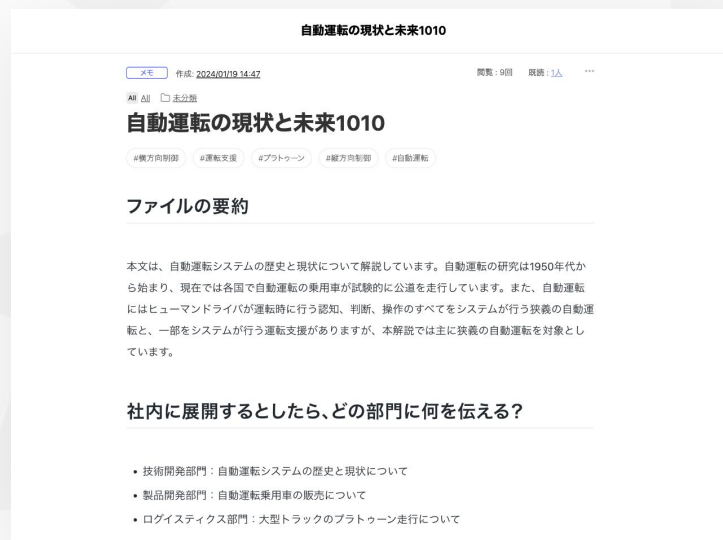 自動運転の現状と未来1010
メモ 作成: 2024/01/19 14:47 閲覧 : 9回 既読 : 1人 …
All All 未分類
自動運転の現状と未来1010
#横方向制御 #運転支援 #プラトゥーン #縦方向制御 #自動運転
ファイルの要約
本文は、自動運転システムの歴史と現状について解説しています。自動運転の研究は1950年代か
ら始まり、現在では各国で自動運転の乗用車が試験的に公道を走行しています。また、自動運転
にはヒューマンドライバが運転時に行う認知、判断、操作のすべてをシステムが行う狭義の自動運
転と、一部をシステムが行う運転支援がありますが、本解説では主に狭義の自動運転を対象とし
ています。
社内に展開するとしたら、どの部門に何を伝える?
• 技術開発部門：自動運転システムの歴史と現状について
• 製品開発部門：自動運転乗用車の販売について
• ロジスティクス部門：大型トラックのプラトゥーン走行について